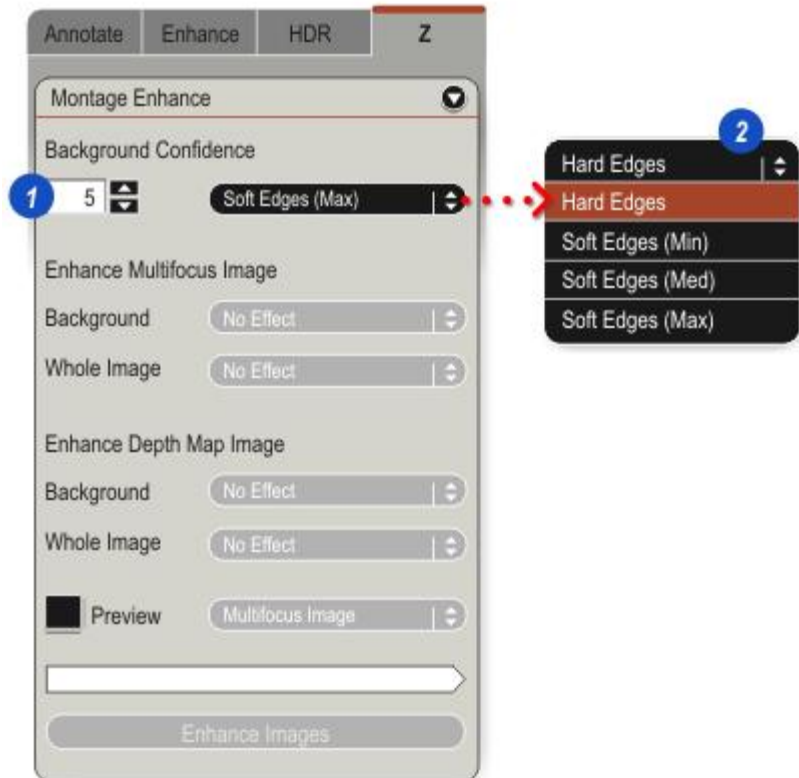 Annotate Enhance HDR Z
Montage Enhance
Background Confidence
1 5 Soft Edges (Max)
Enhance Multifocus Image
Background No Effect
Whole Image No Effect
Enhance Depth Map Image
Background No Effect
Whole Image No Effect
Preview Multifocus Image
Enhance Images
2
Hard Edges
Hard Edges
Soft Edges (Min)
Soft Edges (Med)
Soft Edges (Max)